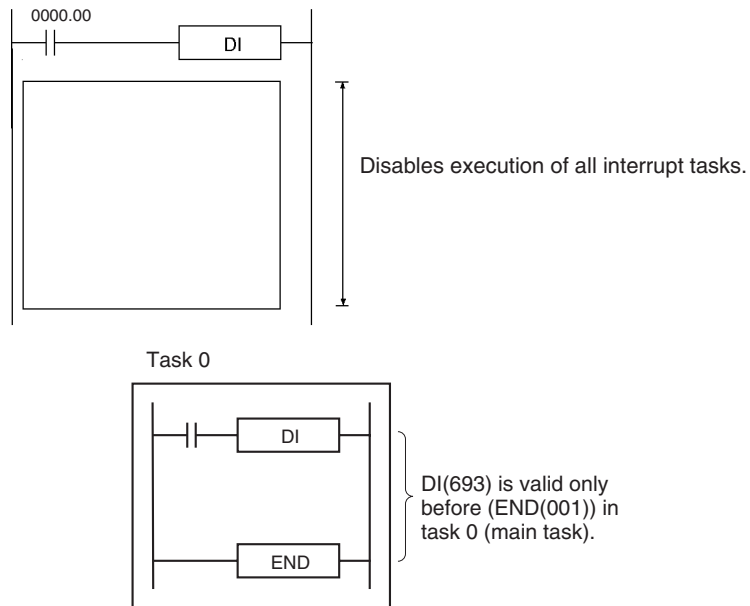 0000.00
DI
Disables execution of all interrupt tasks.
Task 0
DI
DI(693) is valid only
before (END(001)) in
task 0 (main task).
END